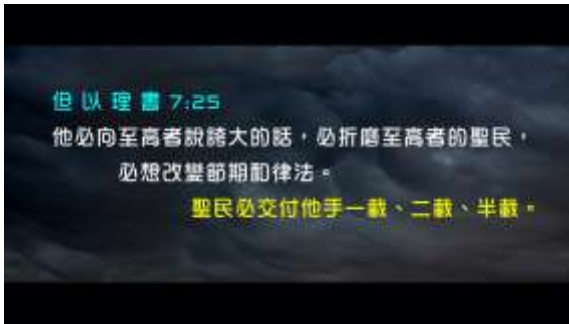 但以理書 7:25
他必向至高者說誇大的話，必折磨至高者的聖民，
必想改變節期和律法。
聖民必交付他手一載、二載、半載。